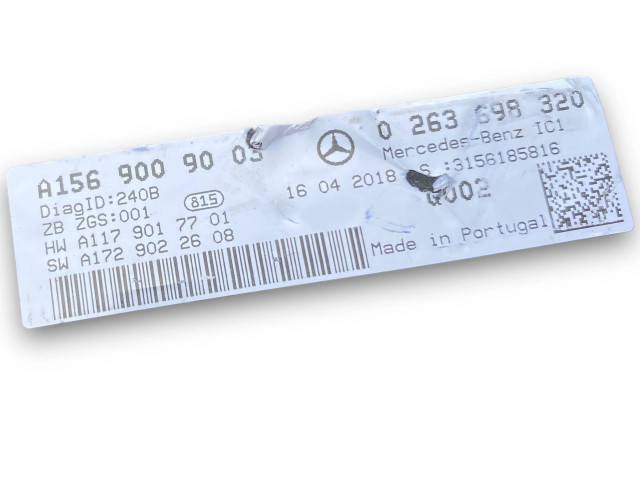 A156 900 90 03
DiagID:240B
ZB ZGS:001
815
HW A117 901 77 01
SW A172 902 26 08
16 04 2018
0 263 698 320
Mercedes-Benz IC1
S :3156185816
Q002
Made in Portugal